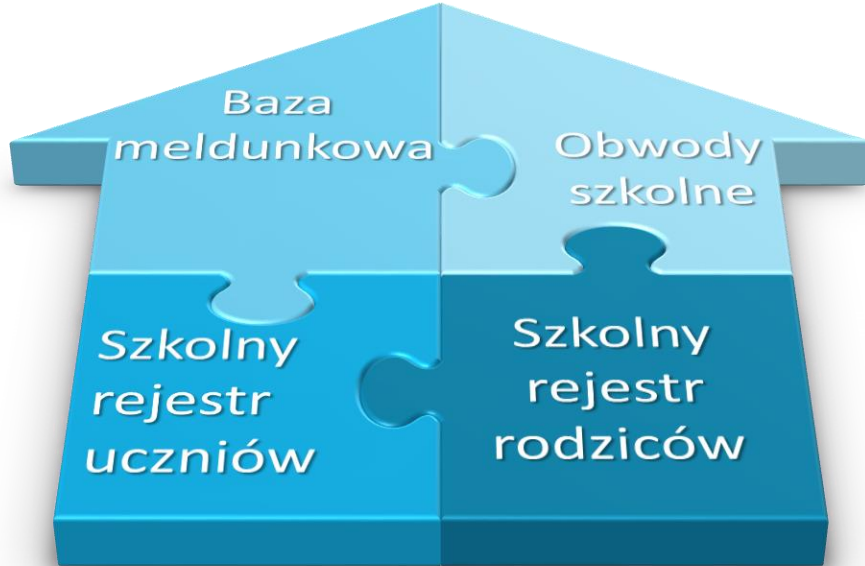 Baza
meldunkowa
Obwody
szkolne
Szkolny
rejestr
uczniów
Szkolny
rejestr
rodziców